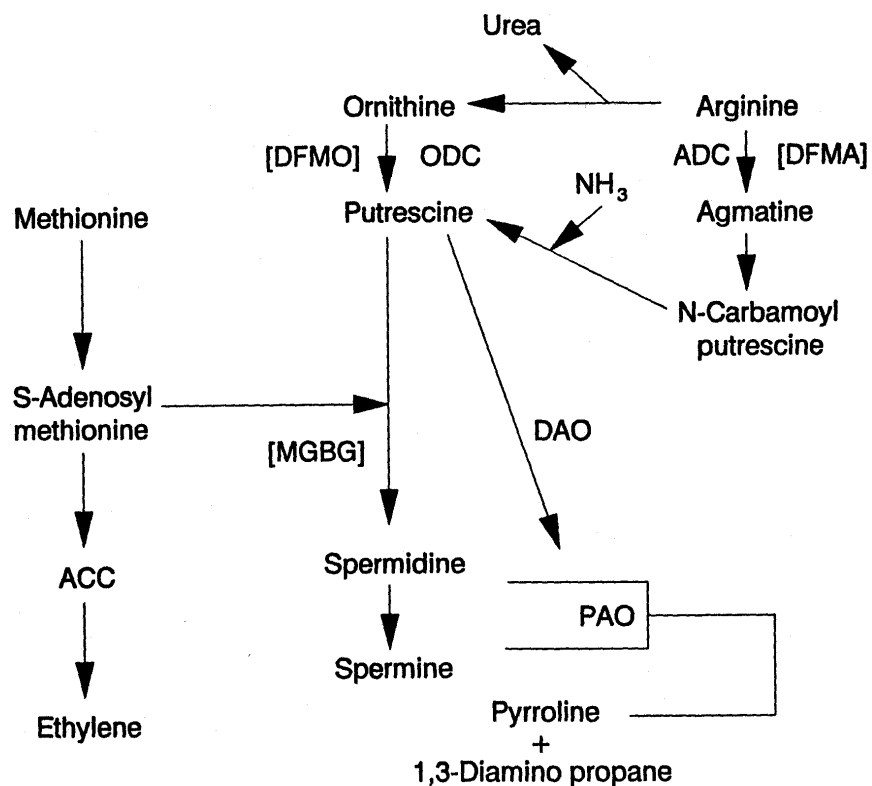 Urea
Ornithine
Arginine
[DFMO]
ODC
ADC
[DFMA]
NH3
Methionine
Putrescine
Agmatine
N-Carbamoyl
putrescine
S-Adenosyl
methionine
DAO
[MGBG]
Spermidine
ACC
PAO
Spermine
Ethylene
Pyrroline
+
1,3-Diamino propane